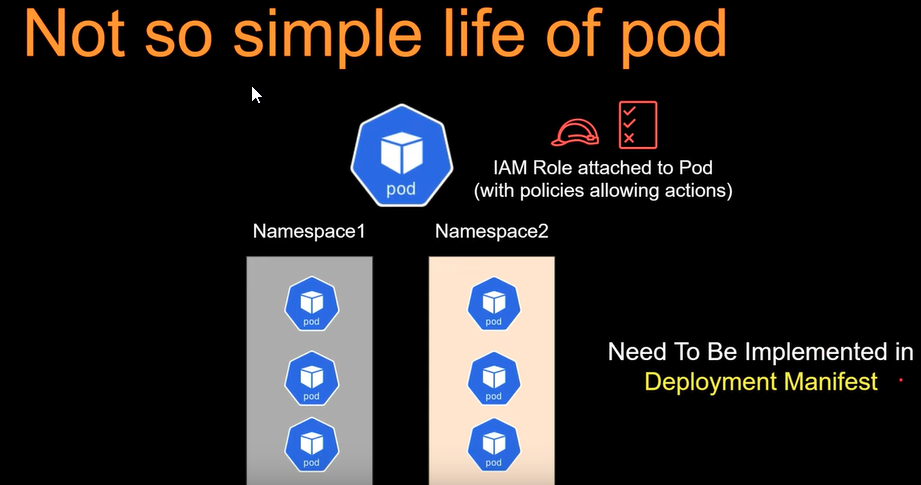 Not so simple life of pod
pod
IAM Role attached to Pod
(with policies allowing actions)
Namespace1
Namespace2
pod
pod
pod
pod
pod
pod
Need To Be Implemented in
Deployment Manifest